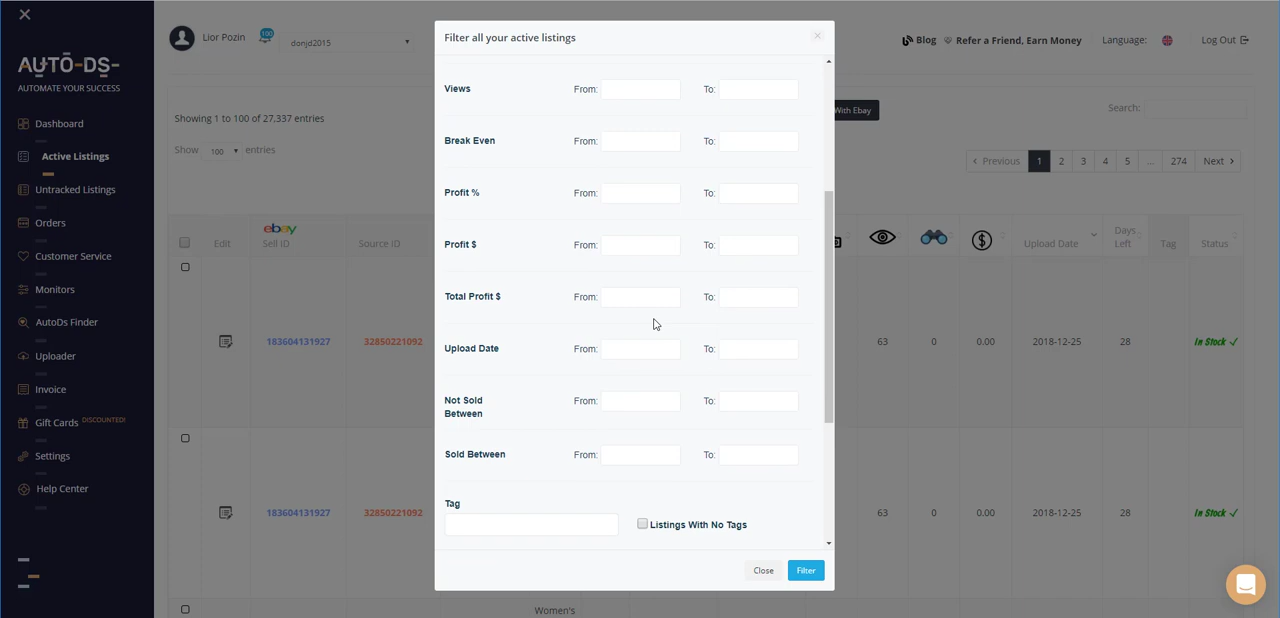 AUTO-DS-
AUTOMATE YOUR SUCCESS
Dashboard
Active Listings
Untracked Listings
Orders
Customer Service
Monitors
AutoDs Finder
Uploader
Invoice
Gift Cards DISCOUNTED!
Settings
Help Center
Lior Pozin
100
donjd2015
Blog
Refer a Friend, Earn Money
Language:
Log Out
Showing 1 to 100 of 27,337 entries
With Ebay
Search:
Show 100 entries
Previous 1 2 3 4 5 ... 274 Next
Edit
ebay
Sell ID
Source ID
Upload Date
Days Left
Tag
Status
183604131927
32850221092
63
0
0.00
2018-12-25
28
In Stock
183604131927
32850221092
63
0
0.00
2018-12-25
28
In Stock
Women's
Filter all your active listings
×
Views From: To:
Break Even From: To:
Profit % From: To:
Profit $ From: To:
Total Profit $ From: To:
Upload Date From: To:
Not Sold Between From: To:
Sold Between From: To:
Tag
Listings With No Tags
Close
Filter